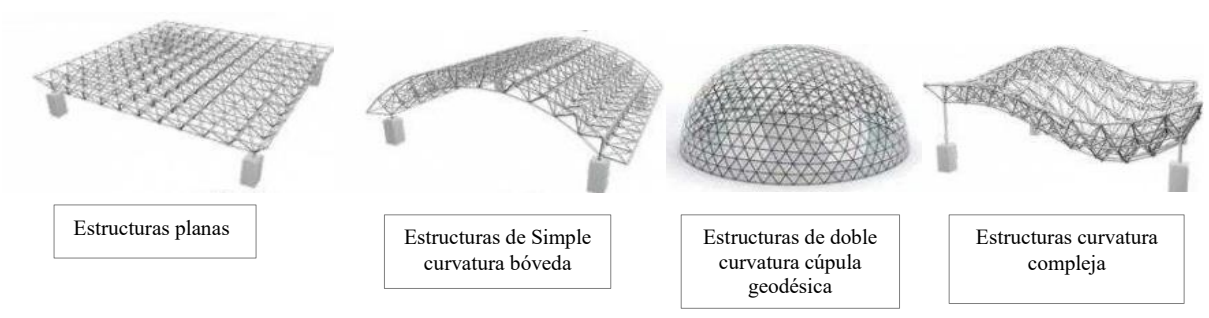 Estructuras planas
Estructuras de Simple
curvatura bóveda
Estructuras de doble
curvatura cúpula
geodésica
Estructuras curvatura
compleja